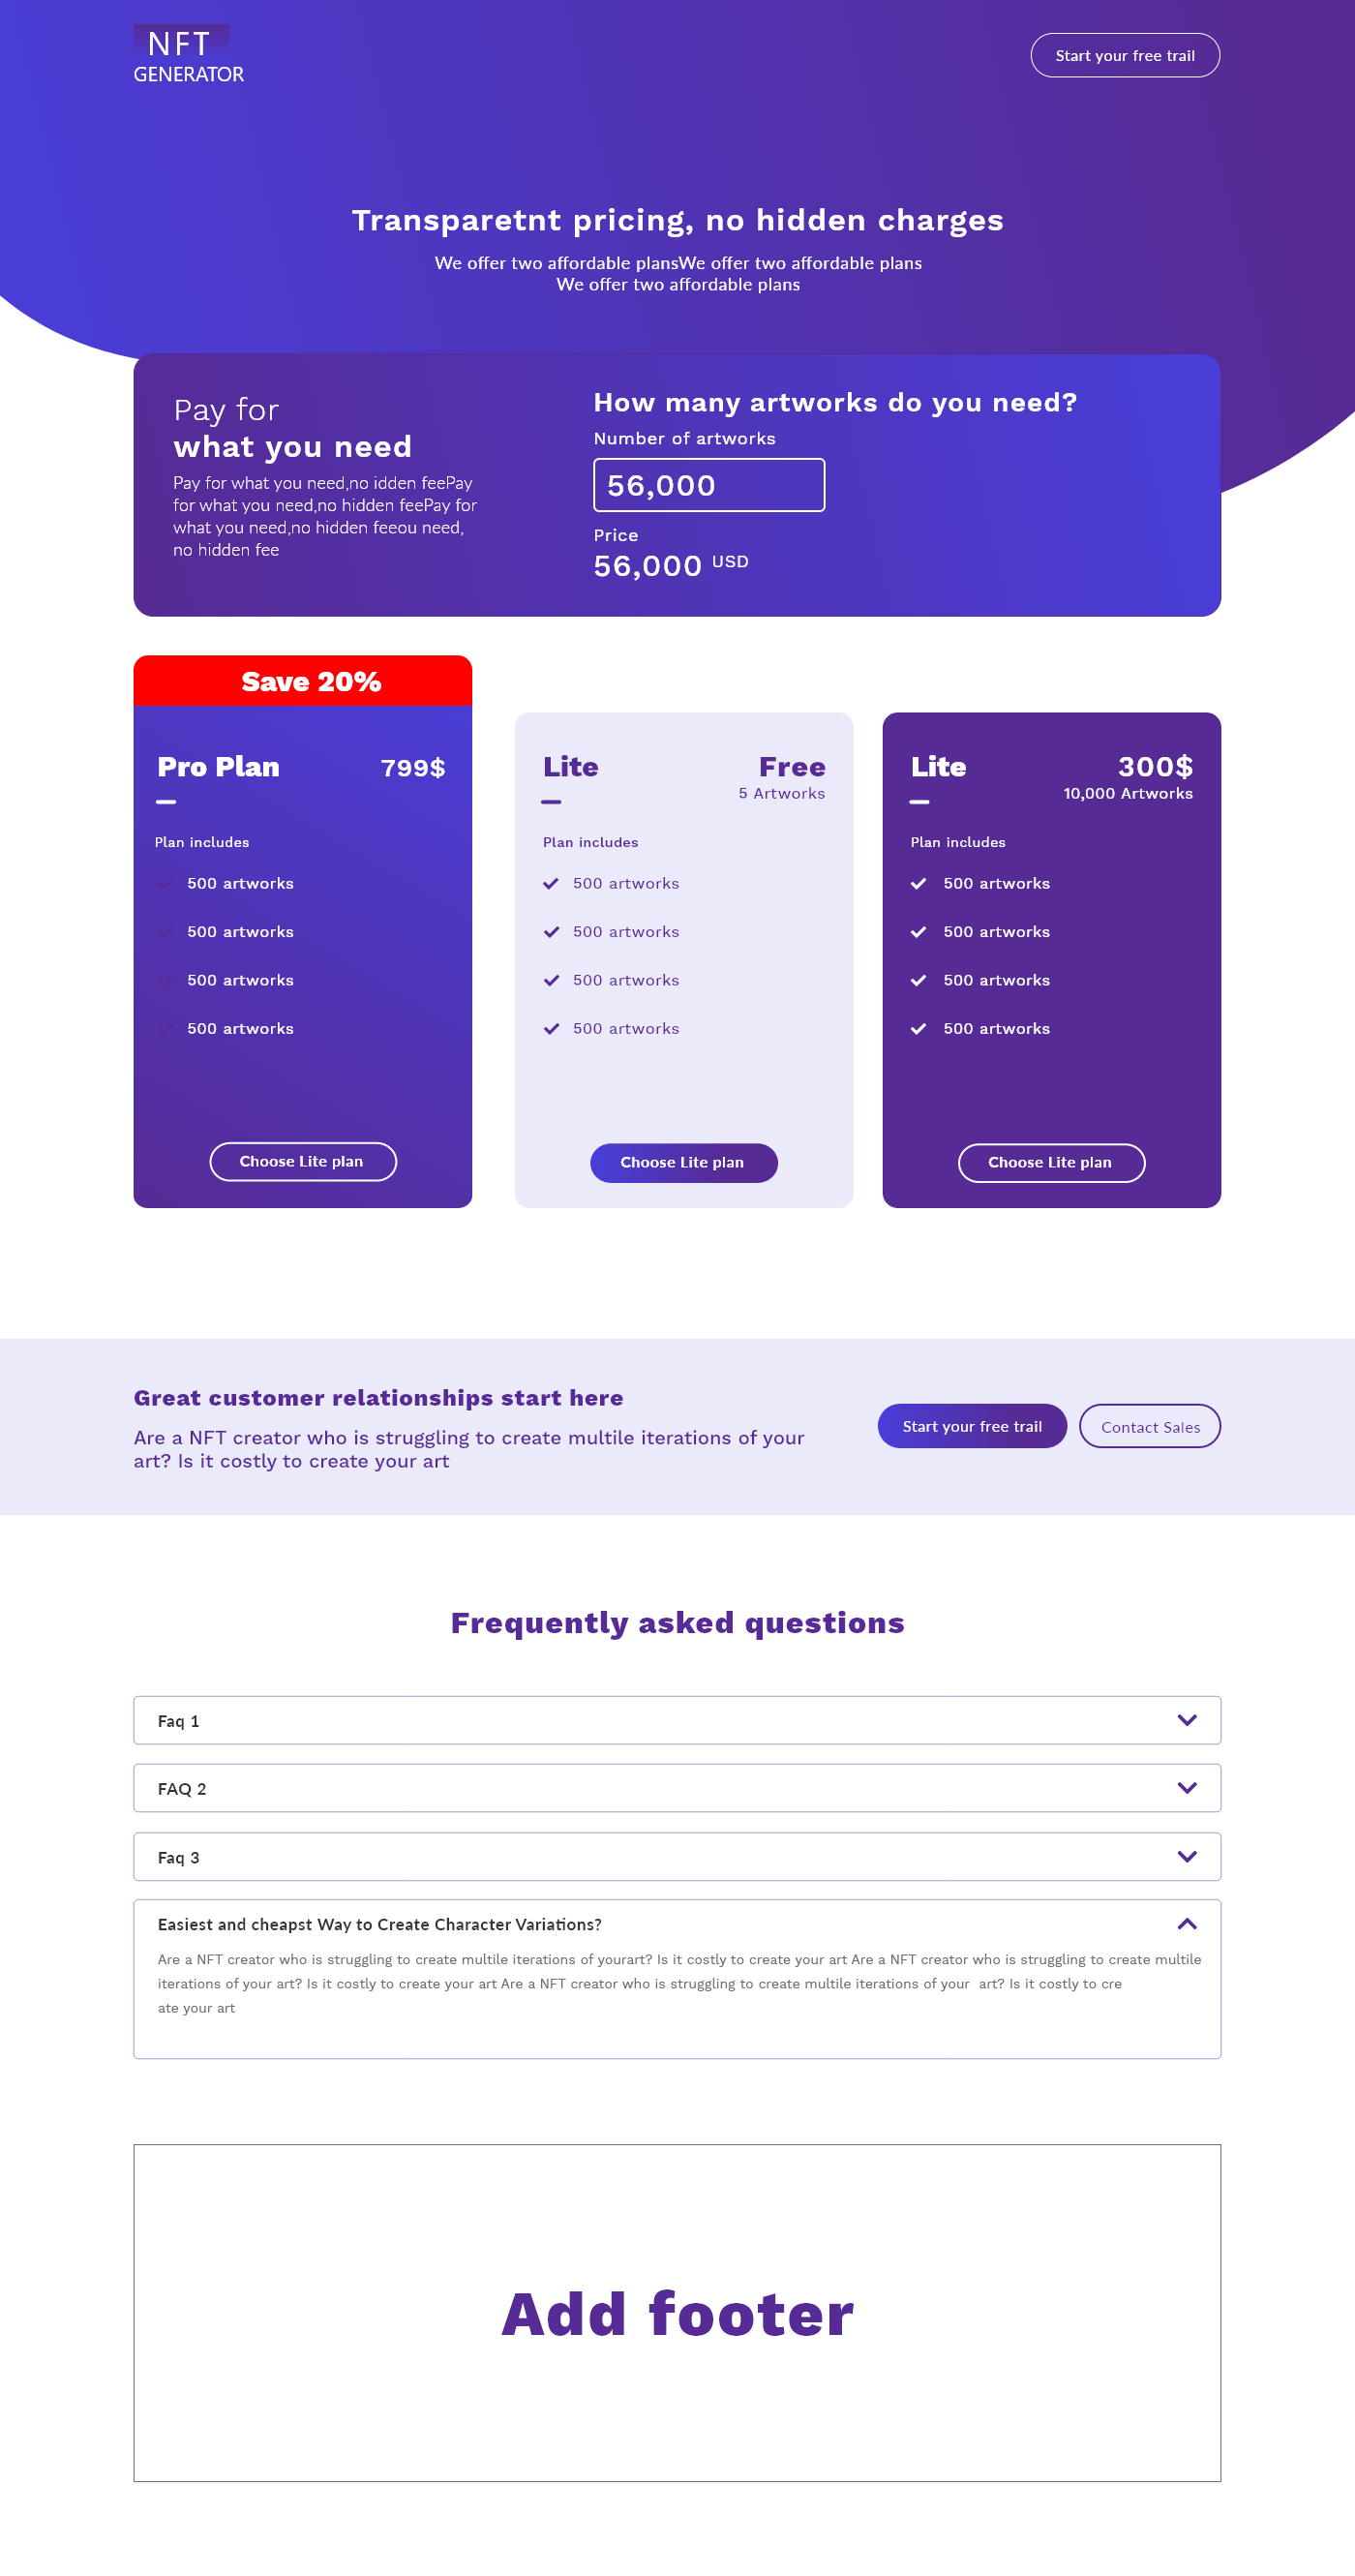 NFT
GENERATOR
Start your free trail
Transparetnt pricing, no hidden charges
We offer two affordable plansWe offer two affordable plans
We offer two affordable plans
Pay for
what you need
Pay for what you need,no idden feePay
for what you need,no hidden feePay for
what you need,no hidden feeou need,
no hidden fee
How many artworks do you need?
Number of artworks
56,000
Price
56,000 USD
Save 20%
Pro Plan 799$
Plan includes
500 artworks
500 artworks
500 artworks
500 artworks
Choose Lite plan
Lite Free
5 Artworks
Plan includes
500 artworks
500 artworks
500 artworks
500 artworks
Choose Lite plan
Lite 300$
10,000 Artworks
Plan includes
500 artworks
500 artworks
500 artworks
500 artworks
Choose Lite plan
Great customer relationships start here
Are a NFT creator who is struggling to create multile iterations of your
art? Is it costly to create your art
Start your free trail
Contact Sales
Frequently asked questions
Faq 1
FAQ 2
Faq 3
Easiest and cheapst Way to Create Character Variations?
Are a NFT creator who is struggling to create multile iterations of yourart? Is it costly to create your art Are a NFT creator who is struggling to create multile
iterations of your art? Is it costly to create your art Are a NFT creator who is struggling to create multile iterations of your  art? Is it costly to cre
ate your art
Add footer